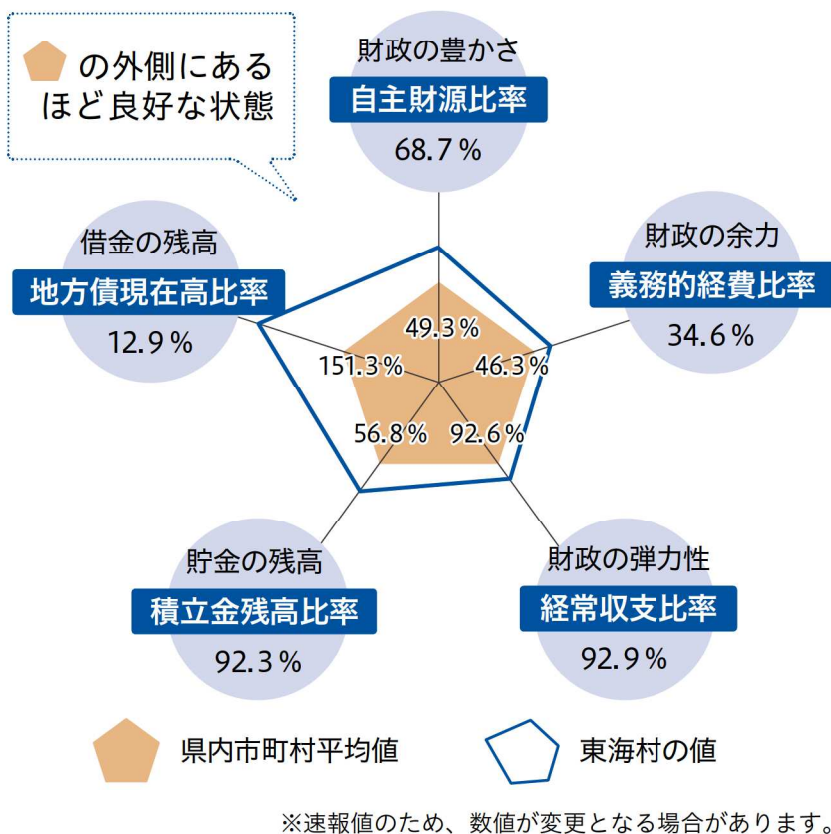 の外側にある
ほど良好な状態
財政の豊かさ
自主財源比率
68.7%
借金の残高
地方債現在高比率
12.9%
財政の余力
義務的経費比率
34.6%
49.3%
151.3%
46.3%
56.8%
92.6%
貯金の残高
積立金残高比率
92.3%
財政の弾力性
経常収支比率
92.9%
県内市町村平均値
東海村の値
※速報値のため、数値が変更となる場合があります。